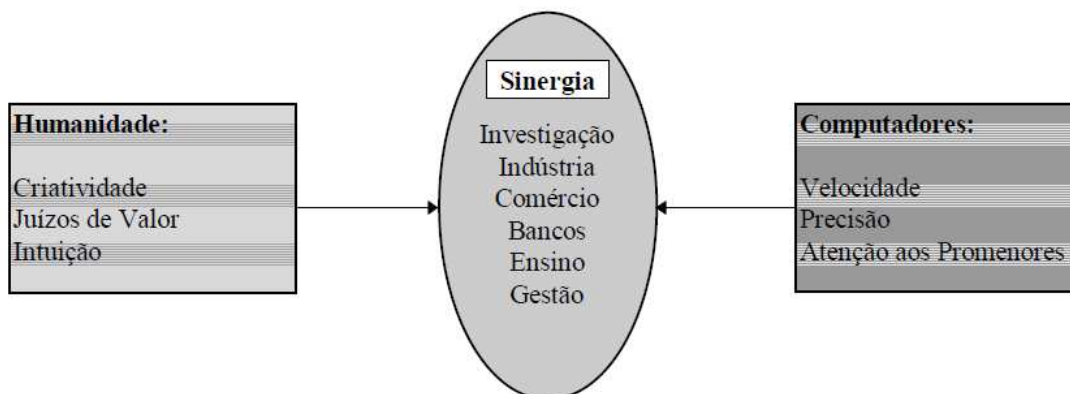 Humanidade:
Criatividade
Juízos de Valor
Intuição
Sinergia
Investigação
Indústria
Comércio
Bancos
Ensino
Gestão
Computadores:
Velocidade
Precisão
Atenção aos Promenores